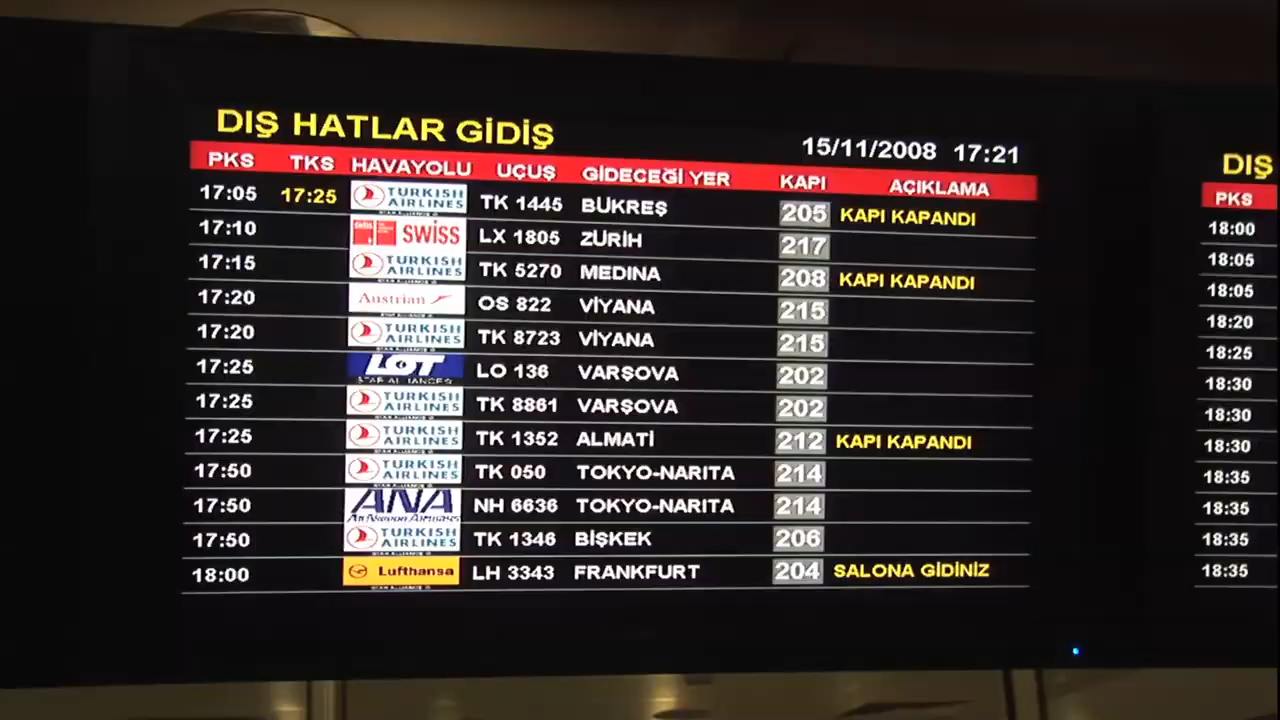 DIŞ HATLAR GİDİŞ 15/11/2008 17:21
PKS TKS HAVAYOLU UÇUŞ GİDECEĞİ YER KAPI AÇIKLAMA
17:05 17:25 TURKISH AIRLINES TK 1445 BÜKREŞ 205 KAPI KAPANDI
17:10 SWISS LX 1805 ZÜRİH 217
17:15 TURKISH AIRLINES TK 5270 MEDINA 208 KAPI KAPANDI
17:20 Austrian OS 822 VİYANA 215
17:20 TURKISH AIRLINES TK 8723 VİYANA 215
17:25 LOT LO 136 VARŞOVA 202
17:25 TURKISH AIRLINES TK 8861 VARŞOVA 202
17:25 TURKISH AIRLINES TK 1352 ALMATİ 212 KAPI KAPANDI
17:50 TURKISH AIRLINES TK 050 TOKYO-NARITA 214
17:50 ANA NH 6636 TOKYO-NARITA 214
17:50 TURKISH AIRLINES TK 1346 BİŞKEK 206
18:00 Lufthansa LH 3343 FRANKFURT 204 SALONA GİDİNİZ
DIŞ
PKS
18:00
18:05
18:05
18:20
18:25
18:30
18:30
18:30
18:35
18:35
18:35
18:35